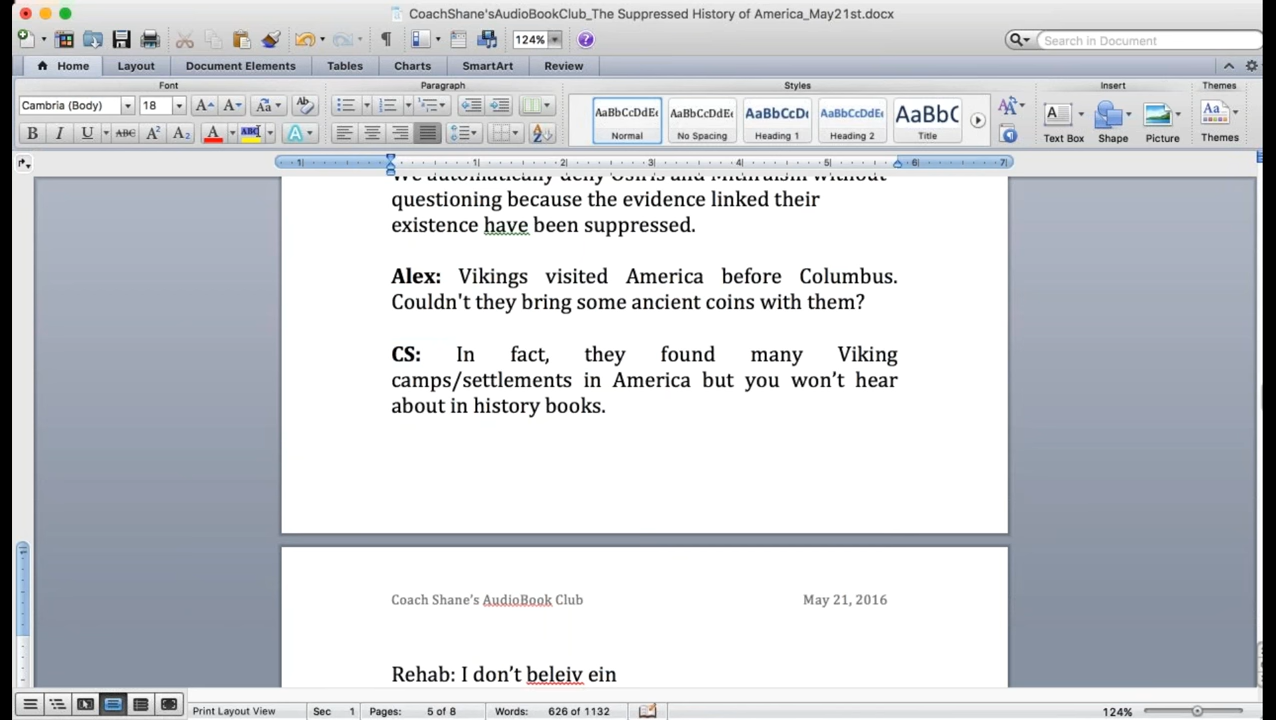 CoachShane'sAudioBookClub_The Suppressed History of America_May21st.docx
124%
Search in Document
Home Layout Document Elements Tables Charts SmartArt Review
Font Paragraph Styles Insert Themes
Cambria (Body) 18
AaBbCcDdEe AaBbCcDdEe AaBbCcD AaBbCcDdEe AaBbC
Normal No Spacing Heading 1 Heading 2 Title
Text Box Shape Picture Themes
We automatically deny Osiris and Mithraism without
questioning because the evidence linked their
existence have been suppressed.
Alex: Vikings visited America before Columbus.
Couldn't they bring some ancient coins with them?
CS: In fact, they found many Viking
camps/settlements in America but you won’t hear
about in history books.
Coach Shane’s AudioBook Club May 21, 2016
Rehab: I don’t beleiv ein
Print Layout View Sec 1 Pages: 5 of 8 Words: 626 of 1132 124%